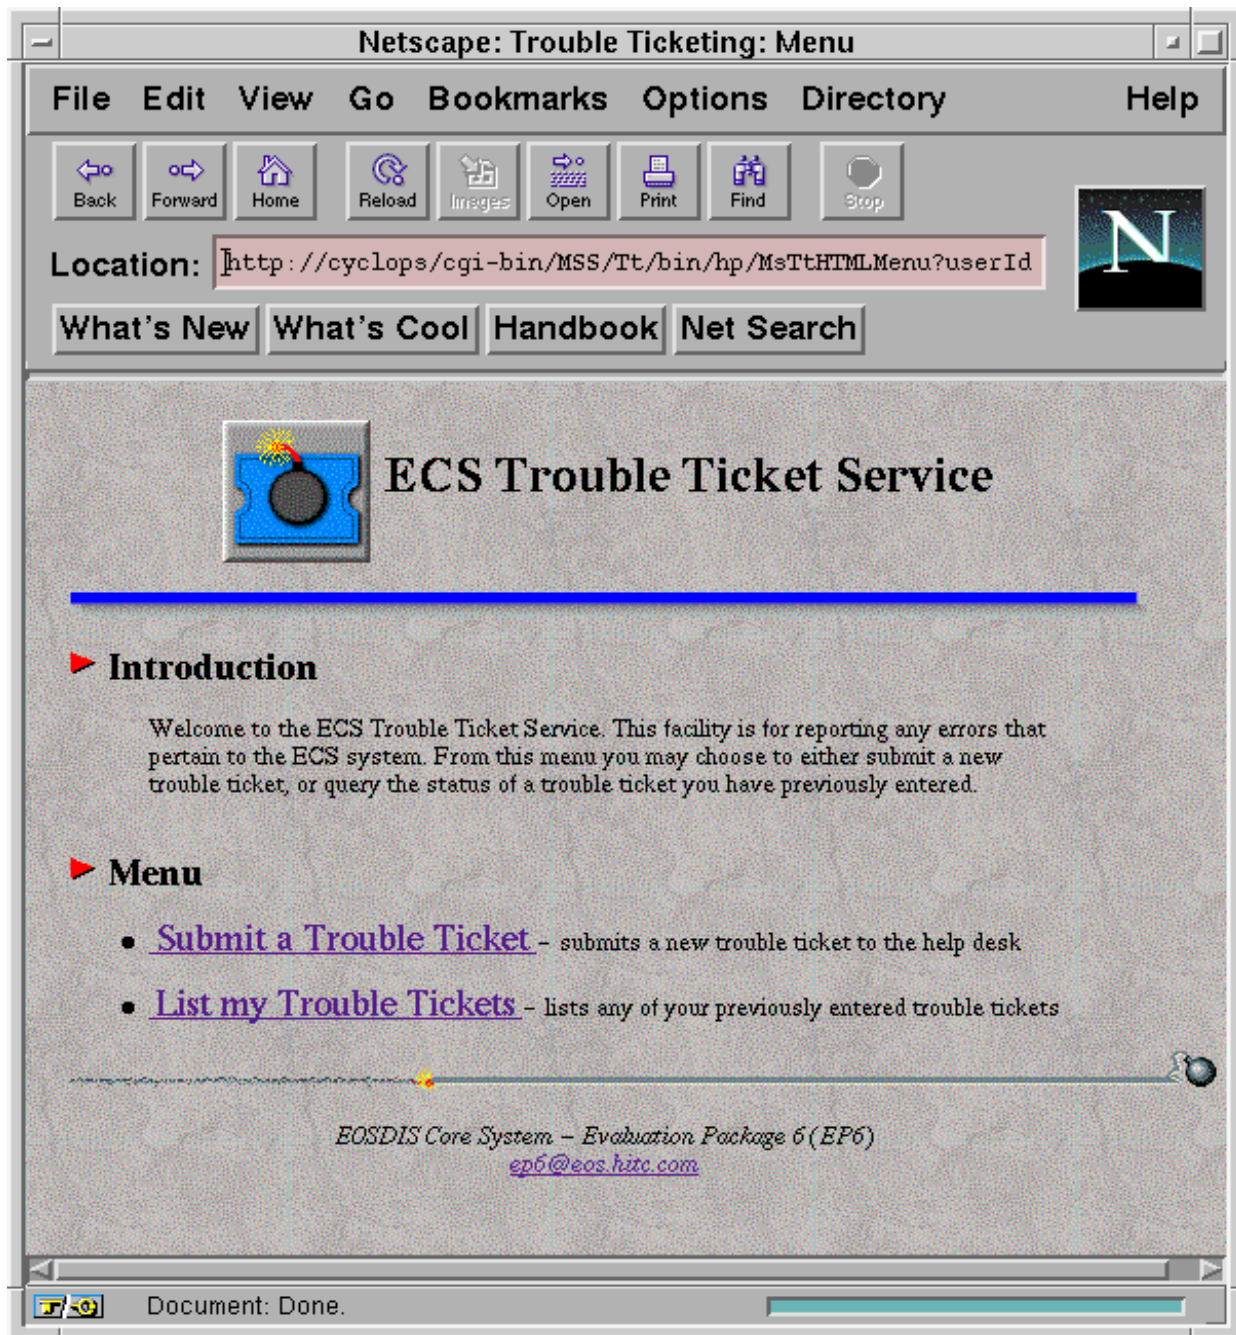 Netscape: Trouble Ticketing: Menu
File Edit View Go Bookmarks Options Directory Help
Back Forward Home Reload Images Open Print Find Stop
Location: http://cyclops/cgi-bin/MSS/Tt/bin/hp/MsTtHTMLMenu?userId
N
What's New What's Cool Handbook Net Search
ECS Trouble Ticket Service
Introduction
Welcome to the ECS Trouble Ticket Service. This facility is for reporting any errors that
pertain to the ECS system. From this menu you may choose to either submit a new
trouble ticket, or query the status of a trouble ticket you have previously entered.
Menu
• Submit a Trouble Ticket – submits a new trouble ticket to the help desk
• List my Trouble Tickets – lists any of your previously entered trouble tickets
EOSDIS Core System – Evaluation Package 6 (EP6)
ep6@eos.hitc.com
Document: Done.